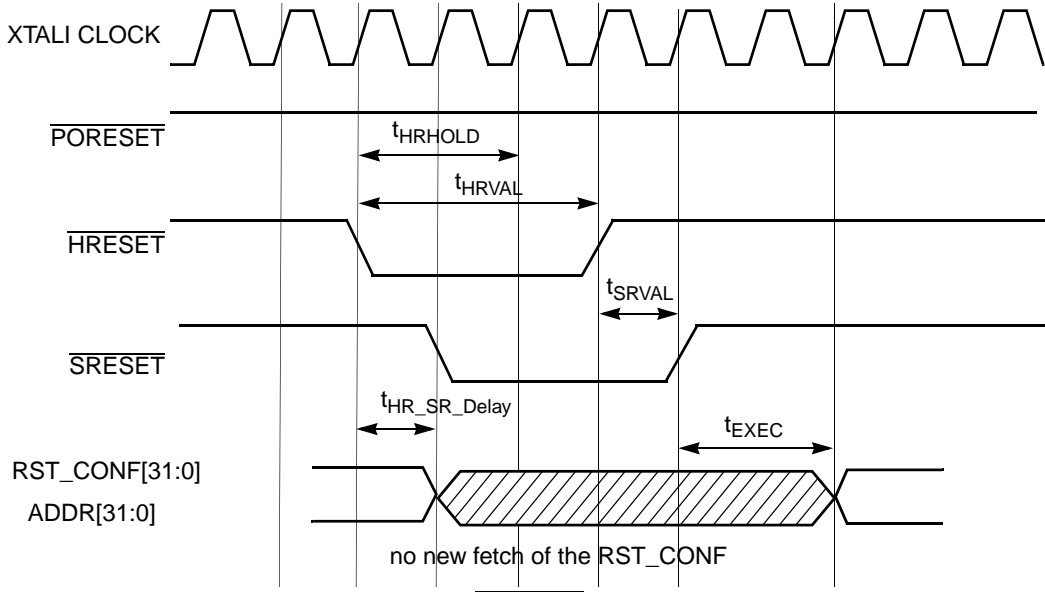 XTALI CLOCK
PORESET
tHRHOLD
tHRVAL
HRESET
tSRVAL
SRESET
tHR_SR_Delay
tEXEC
RST_CONF[31:0]
ADDR[31:0]
no new fetch of the RST_CONF